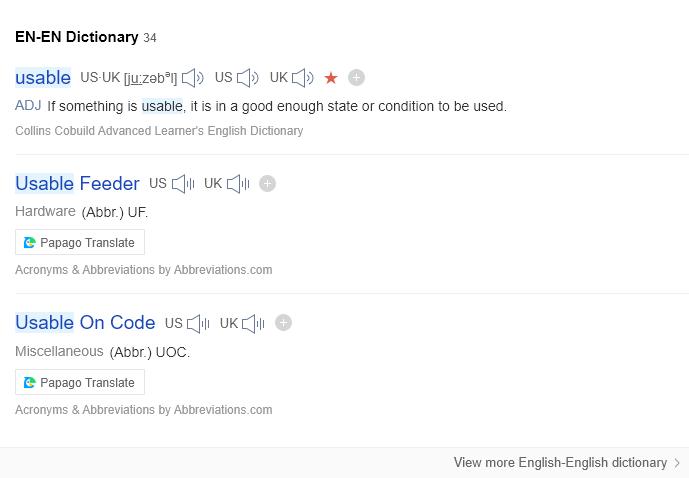 EN-EN Dictionary 34
usable US·UK [juːzəbᵊl] US UK
ADJ If something is usable, it is in a good enough state or condition to be used.
Collins Cobuild Advanced Learner's English Dictionary
Usable Feeder US UK
Hardware (Abbr.) UF.
Papago Translate
Acronyms & Abbreviations by Abbreviations.com
Usable On Code US UK
Miscellaneous (Abbr.) UOC.
Papago Translate
Acronyms & Abbreviations by Abbreviations.com
View more English-English dictionary